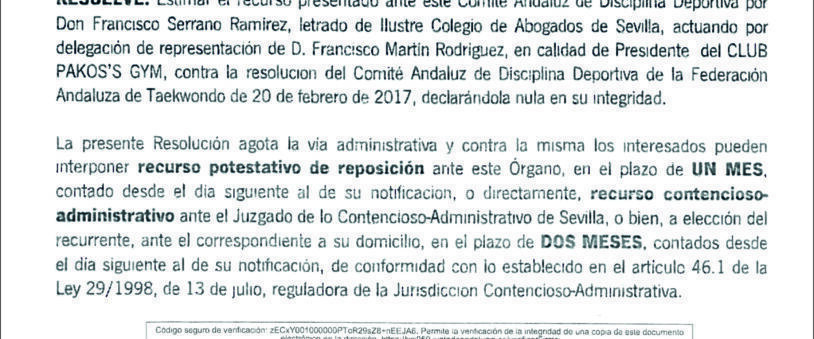 RESUELVE: Estimar el recurso presentado ante este Comité Andaluz de Disciplina Deportiva por
Don Francisco Serrano Ramirez, letrado de Ilustre Colegio de Abogados de Sevilla, actuando por
delegación de representación de D. Francisco Martín Rodriguez, en calidad de Presidente del CLUB
PAKOS'S GYM, contra la resolucion del Comité Andaluz de Disciplina Deportiva de la Federación
Andaluza de Taekwondo de 20 de febrero de 2017, declarándola nula en su integridad.
La presente Resolución agota la via administrativa y contra la misma los interesados pueden
interponer recurso potestativo de reposición ante este Órgano, en el plazo de UN MES,
contado desde el dia siguiente al de su notificacion, o directamente, recurso contencioso-
administrativo ante el Juzgado de lo Contencioso-Administrativo de Sevilla, o bien, a elección del
recurrente, ante el correspondiente a su domicilio, en el plazo de DOS MESES, contados desde
el dia siguiente al de su notificación, de conformidad con lo establecido en el articulo 46.1 de la
Ley 29/1998, de 13 de julio, reguladora de la Jurisdiccion Contencioso-Administrativa.
Código seguro de verificación: Permite la verificación de la integridad de una copia de este documento